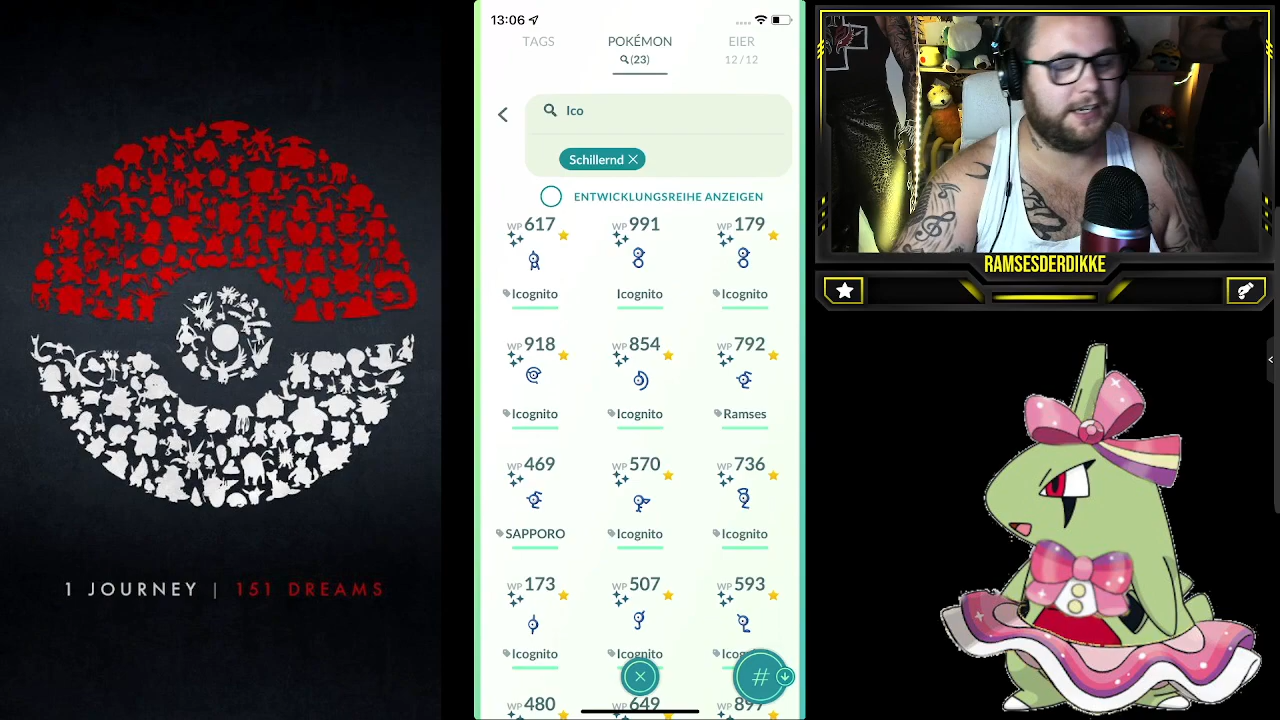 13:06
TAGS
POKÉMON
EIER
(23)
12 / 12
Ico
Schillernd
ENTWICKLUNGSREIHE ANZEIGEN
WP 617
WP 991
WP 179
Icognito
Icognito
Icognito
WP 918
WP 854
WP 792
Icognito
Icognito
Ramses
WP 469
WP 570
WP 736
SAPPORO
Icognito
Icognito
WP 173
WP 507
WP 593
Icognito
Icognito
#
WP 480
649
1 JOURNEY | 151 DREAMS
RAMSESDERDIKKE